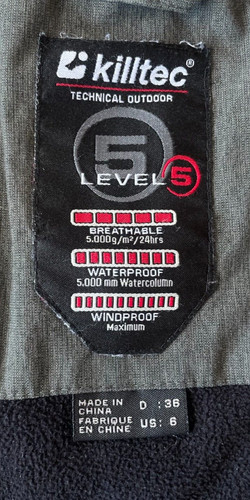 killtec®
TECHNICAL OUTDOOR
5
LEVEL 5
BREATHABLE
5.000g/m²/24hrs
WATERPROOF
5.000 mm Watercolumn
WINDPROOF
Maximum
MADE IN CHINA
FABRIQUE EN CHINE
D : 36
US: 6